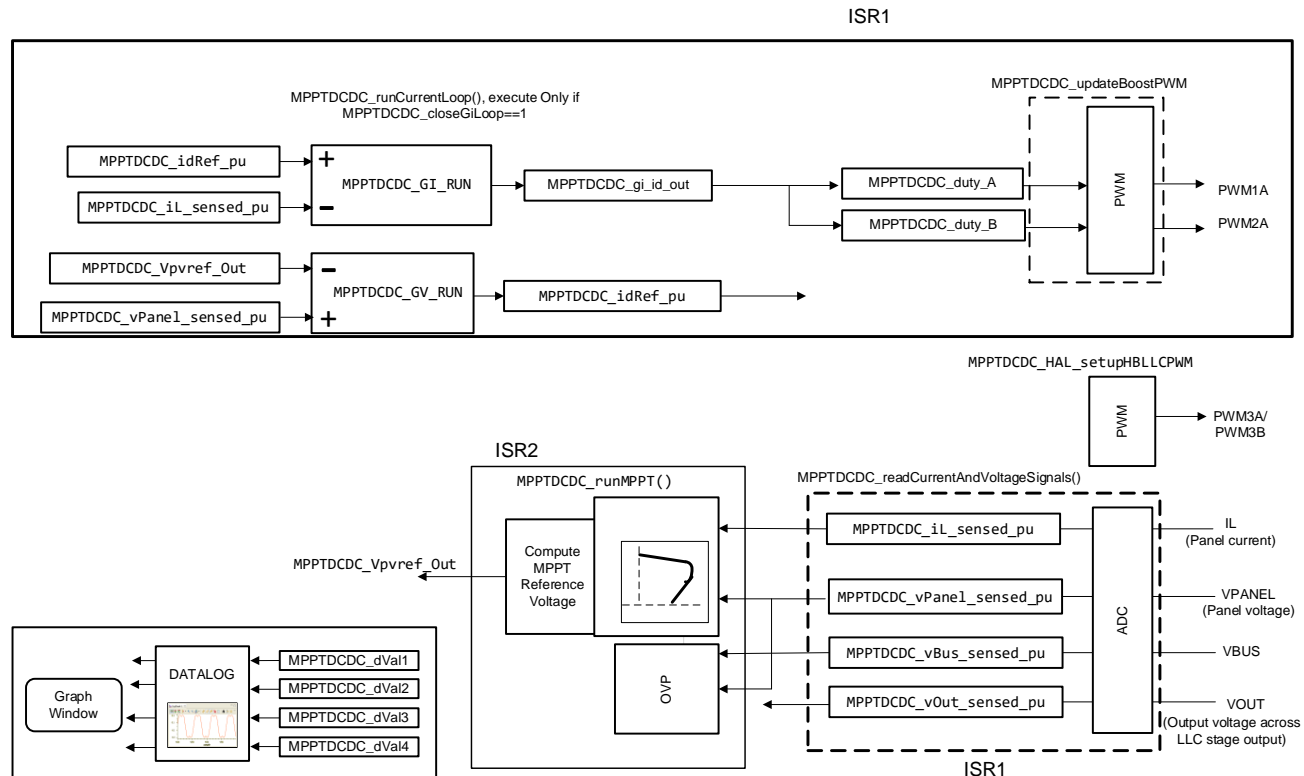 ISR1
MPPTDCDC_updateBoostPWM
MPPTDCDC_runCurrentLoop(), execute Only if
MPPTDCDC_closeGiLoop==1
MPPTDCDC_idRef_pu
+
MPPTDCDC_GI_RUN
MPPTDCDC_gi_id_out
MPPTDCDC_duty_A
PWM
PWM1A
MPPTDCDC_iL_sensed_pu
-
MPPTDCDC_duty_B
PWM2A
MPPTDCDC_Vpvref_Out
-
MPPTDCDC_GV_RUN
MPPTDCDC_idRef_pu
MPPTDCDC_vPanel_sensed_pu
+
MPPTDCDC_HAL_setupHBLLCPWM
PWM
PWM3A/
PWM3B
ISR2
MPPTDCDC_runMPPT()
MPPTDCDC_readCurrentAndVoltageSignals()
MPPTDCDC_iL_sensed_pu
IL
(Panel current)
MPPTDCDC_Vpvref_Out
Compute
MPPT
Reference
Voltage
MPPTDCDC_vPanel_sensed_pu
ADC
VPANEL
(Panel voltage)
OVP
MPPTDCDC_vBus_sensed_pu
VBUS
MPPTDCDC_vOut_sensed_pu
VOUT
(Output voltage across
LLC stage output)
ISR1
Graph
Window
DATALOG
MPPTDCDC_dVal1
MPPTDCDC_dVal2
MPPTDCDC_dVal3
MPPTDCDC_dVal4